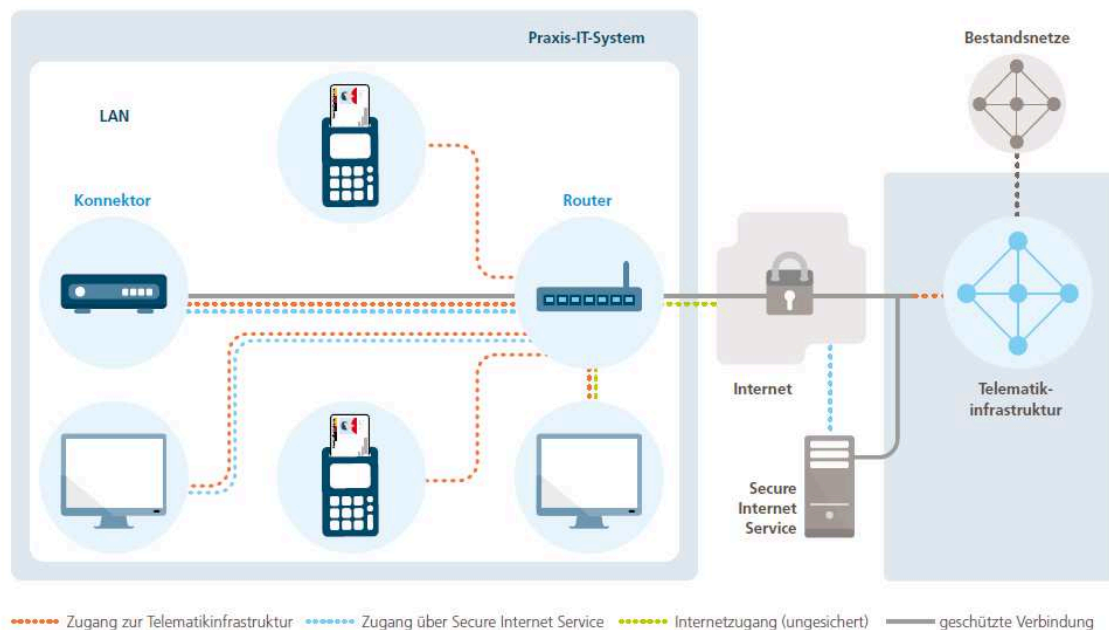 Praxis-IT-System
Bestandsnetze
LAN
Konnektor
Router
Internet
Telematik-
infrastruktur
Secure
Internet
Service
Zugang zur Telematikinfrastruktur
Zugang über Secure Internet Service
Internetzugang (ungesichert)
geschützte Verbindung